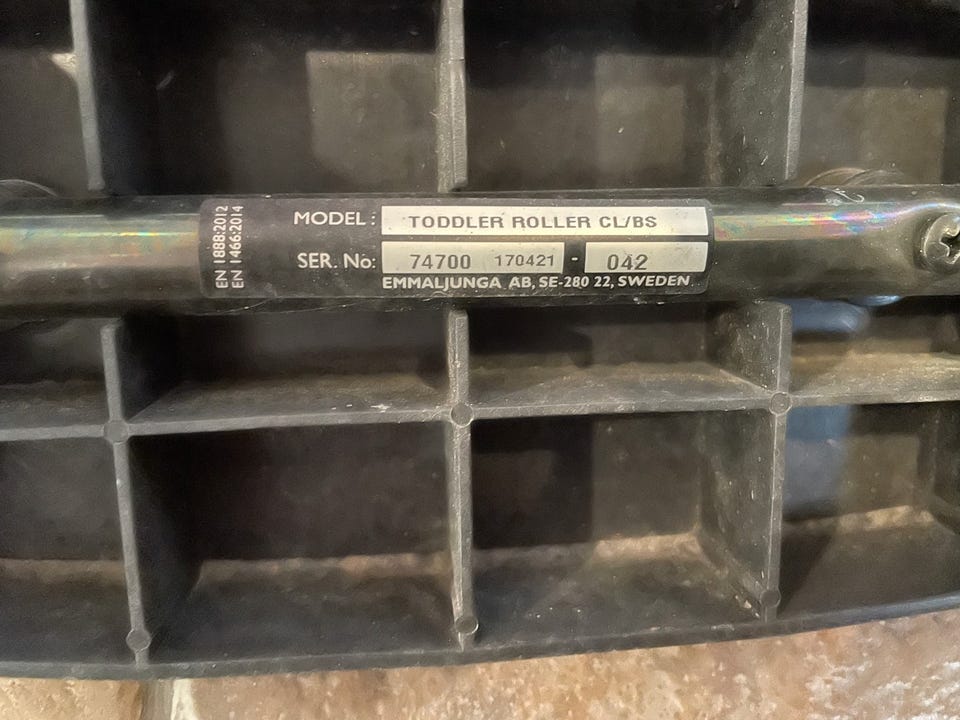 EN 1888:2012
EN 1466:2014
MODEL: TODDLER ROLLER CL/BS
SER. No: 74700 170421 - 042
EMMALJUNGA AB, SE-280 22, SWEDEN